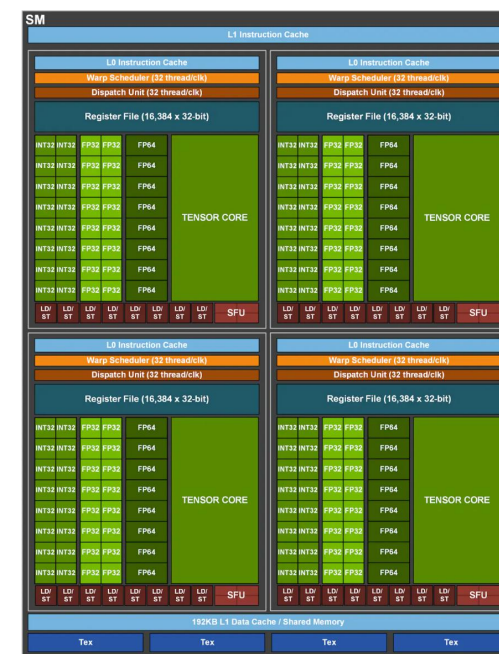 SM
L1 Instruction Cache
L0 Instruction Cache
Warp Scheduler (32 thread/clk)
Dispatch Unit (32 thread/clk)
Register File (16,384 x 32-bit)
INT32 INT32 FP32 FP32 FP64
INT32 INT32 FP32 FP32 FP64
INT32 INT32 FP32 FP32 FP64
INT32 INT32 FP32 FP32 FP64
TENSOR CORE
INT32 INT32 FP32 FP32 FP64
INT32 INT32 FP32 FP32 FP64
INT32 INT32 FP32 FP32 FP64
INT32 INT32 FP32 FP32 FP64
LD/ LD/ LD/ LD/ LD/ LD/ LD/ LD/
ST ST ST ST ST ST ST ST
SFU
L0 Instruction Cache
Warp Scheduler (32 thread/clk)
Dispatch Unit (32 thread/clk)
Register File (16,384 x 32-bit)
INT32 INT32 FP32 FP32 FP64
INT32 INT32 FP32 FP32 FP64
INT32 INT32 FP32 FP32 FP64
INT32 INT32 FP32 FP32 FP64
TENSOR CORE
INT32 INT32 FP32 FP32 FP64
INT32 INT32 FP32 FP32 FP64
INT32 INT32 FP32 FP32 FP64
INT32 INT32 FP32 FP32 FP64
LD/ LD/ LD/ LD/ LD/ LD/ LD/ LD/
ST ST ST ST ST ST ST ST
SFU
L0 Instruction Cache
Warp Scheduler (32 thread/clk)
Dispatch Unit (32 thread/clk)
Register File (16,384 x 32-bit)
INT32 INT32 FP32 FP32 FP64
INT32 INT32 FP32 FP32 FP64
INT32 INT32 FP32 FP32 FP64
INT32 INT32 FP32 FP32 FP64
TENSOR CORE
INT32 INT32 FP32 FP32 FP64
INT32 INT32 FP32 FP32 FP64
INT32 INT32 FP32 FP32 FP64
INT32 INT32 FP32 FP32 FP64
LD/ LD/ LD/ LD/ LD/ LD/ LD/ LD/
ST ST ST ST ST ST ST ST
SFU
L0 Instruction Cache
Warp Scheduler (32 thread/clk)
Dispatch Unit (32 thread/clk)
Register File (16,384 x 32-bit)
INT32 INT32 FP32 FP32 FP64
INT32 INT32 FP32 FP32 FP64
INT32 INT32 FP32 FP32 FP64
INT32 INT32 FP32 FP32 FP64
TENSOR CORE
INT32 INT32 FP32 FP32 FP64
INT32 INT32 FP32 FP32 FP64
INT32 INT32 FP32 FP32 FP64
INT32 INT32 FP32 FP32 FP64
LD/ LD/ LD/ LD/ LD/ LD/ LD/ LD/
ST ST ST ST ST ST ST ST
SFU
192KB L1 Data Cache / Shared Memory
Tex Tex Tex Tex